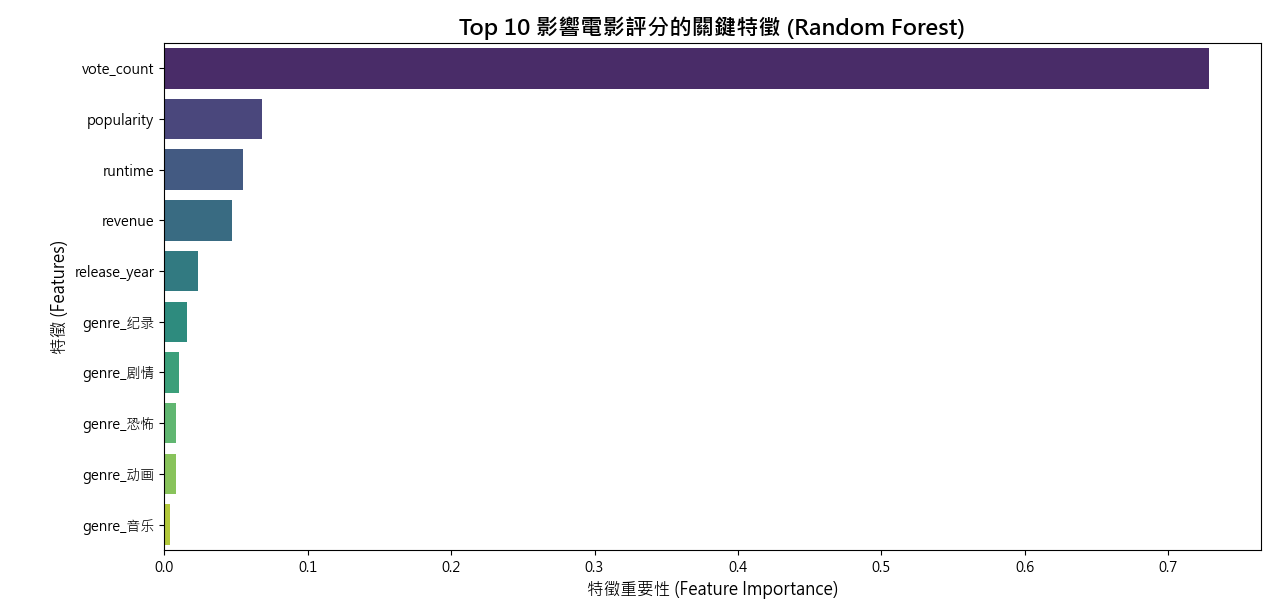 Top 10 影響電影評分的關鍵特徵 (Random Forest)
特徵 (Features)
vote_count
popularity
runtime
revenue
release_year
genre_纪录
genre_剧情
genre_恐怖
genre_动画
genre_音乐
0.0 0.1 0.2 0.3 0.4 0.5 0.6 0.7
特徵重要性 (Feature Importance)